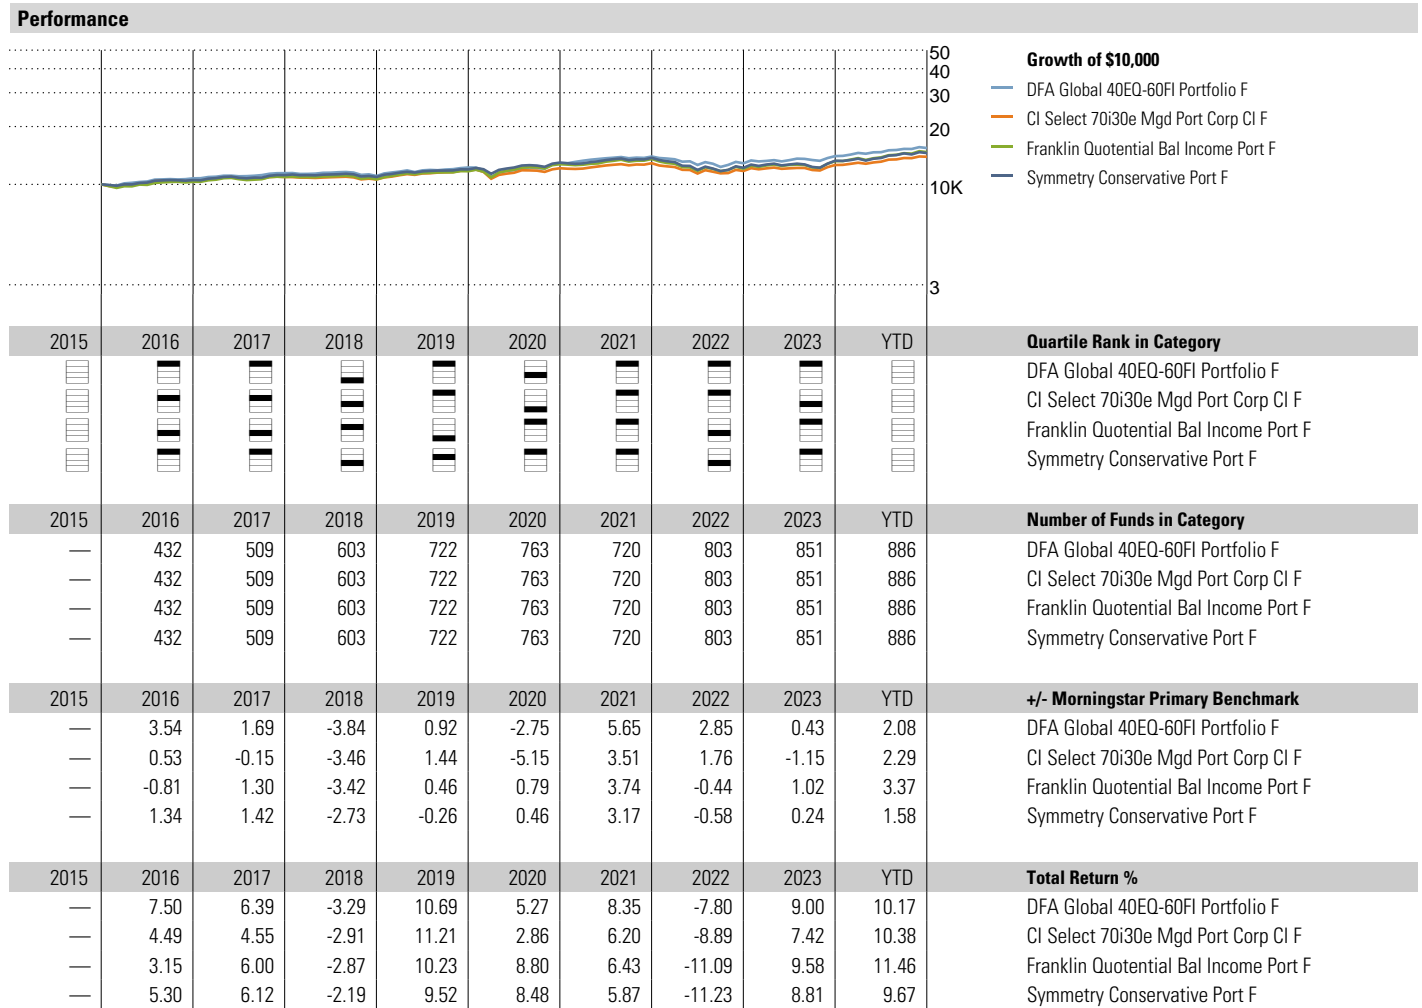 Performance
50
40
30
20
10K
3
Growth of $10,000
DFA Global 40EQ-60FI Portfolio F
CI Select 70i30e Mgd Port Corp Cl F
Franklin Quotential Bal Income Port F
Symmetry Conservative Port F
2015 2016 2017 2018 2019 2020 2021 2022 2023 YTD Quartile Rank in Category
DFA Global 40EQ-60FI Portfolio F
CI Select 70i30e Mgd Port Corp Cl F
Franklin Quotential Bal Income Port F
Symmetry Conservative Port F
2015 2016 2017 2018 2019 2020 2021 2022 2023 YTD Number of Funds in Category
— 432 509 603 722 763 720 803 851 886 DFA Global 40EQ-60FI Portfolio F
— 432 509 603 722 763 720 803 851 886 CI Select 70i30e Mgd Port Corp Cl F
— 432 509 603 722 763 720 803 851 886 Franklin Quotential Bal Income Port F
— 432 509 603 722 763 720 803 851 886 Symmetry Conservative Port F
2015 2016 2017 2018 2019 2020 2021 2022 2023 YTD +/- Morningstar Primary Benchmark
— 3.54 1.69 -3.84 0.92 -2.75 5.65 2.85 0.43 2.08 DFA Global 40EQ-60FI Portfolio F
— 0.53 -0.15 -3.46 1.44 -5.15 3.51 1.76 -1.15 2.29 CI Select 70i30e Mgd Port Corp Cl F
— -0.81 1.30 -3.42 0.46 0.79 3.74 -0.44 1.02 3.37 Franklin Quotential Bal Income Port F
— 1.34 1.42 -2.73 -0.26 0.46 3.17 -0.58 0.24 1.58 Symmetry Conservative Port F
2015 2016 2017 2018 2019 2020 2021 2022 2023 YTD Total Return %
— 7.50 6.39 -3.29 10.69 5.27 8.35 -7.80 9.00 10.17 DFA Global 40EQ-60FI Portfolio F
— 4.49 4.55 -2.91 11.21 2.86 6.20 -8.89 7.42 10.38 CI Select 70i30e Mgd Port Corp Cl F
— 3.15 6.00 -2.87 10.23 8.80 6.43 -11.09 9.58 11.46 Franklin Quotential Bal Income Port F
— 5.30 6.12 -2.19 9.52 8.48 5.87 -11.23 8.81 9.67 Symmetry Conservative Port F